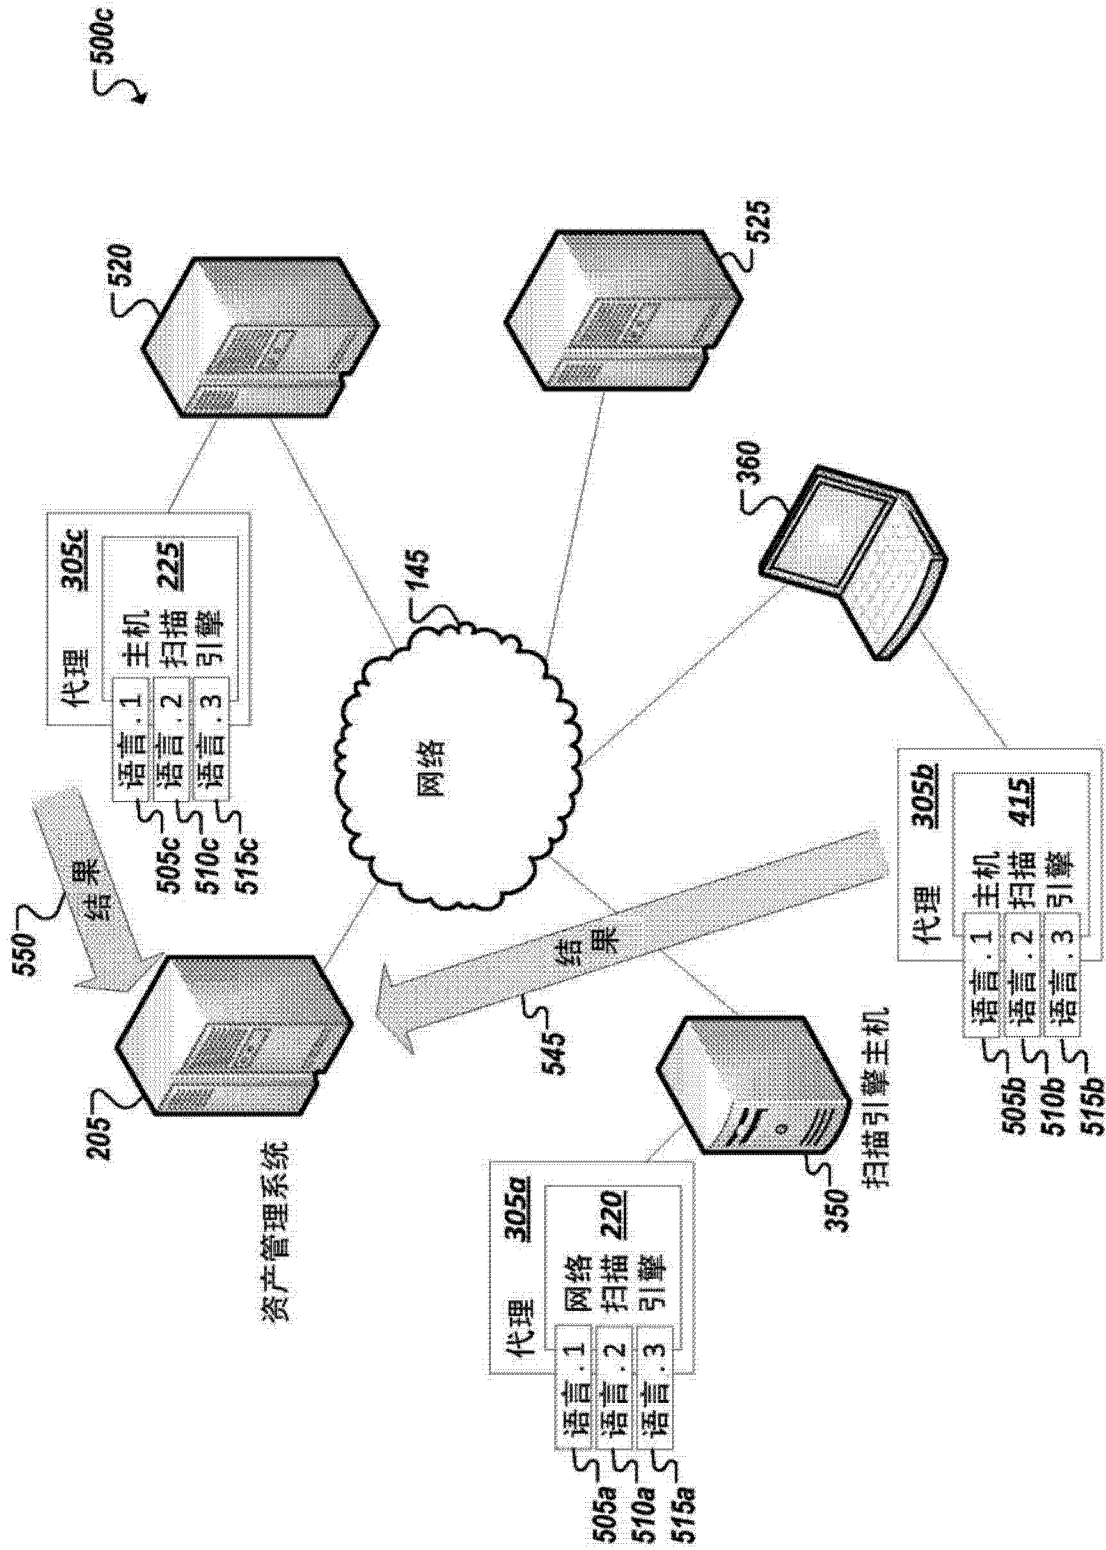 500c
550
结果
205
资产管理系统
代理 305c
主机
扫描 225
引擎
语言.1
语言.2
语言.3
505c
510c
515c
520
网络
145
525
结果
545
360
代理 305a
网络
扫描 220
引擎
语言.1
语言.2
语言.3
505a
510a
515a
350
扫描引擎主机
代理 305b
主机
扫描 415
引擎
语言.1
语言.2
语言.3
505b
510b
515b